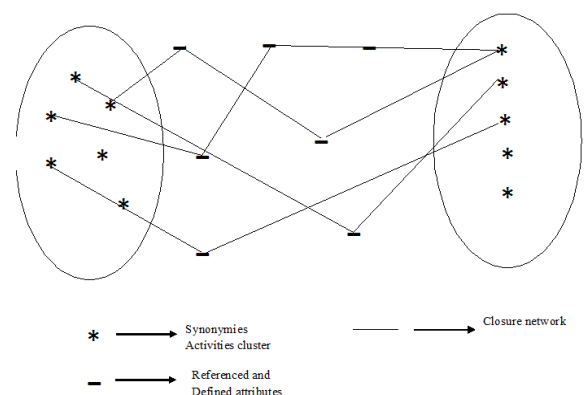 Synonymies
Activities cluster
Closure network
Referenced and
Defined attributes